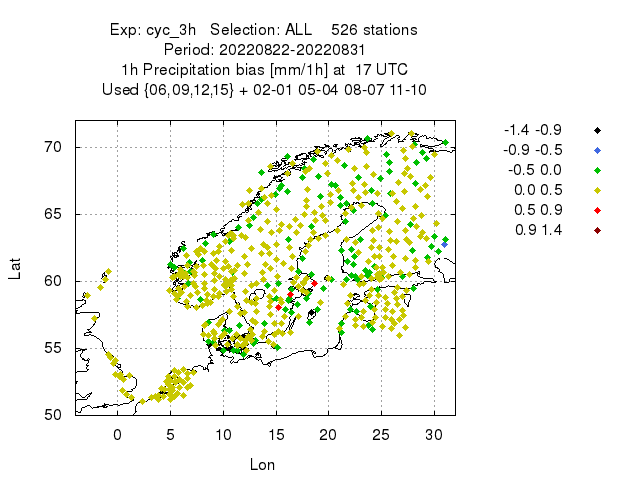 Exp: cyc_3h   Selection: ALL    526 stations
Period: 20220822-20220831
1h Precipitation bias [mm/1h] at  17 UTC
Used {06,09,12,15} + 02-01 05-04 08-07 11-10
-1.4 -0.9
-0.9 -0.5
-0.5 0.0
0.0 0.5
0.5 0.9
0.9 1.4
Lat
70
65
60
55
50
0 5 10 15 20 25 30
Lon